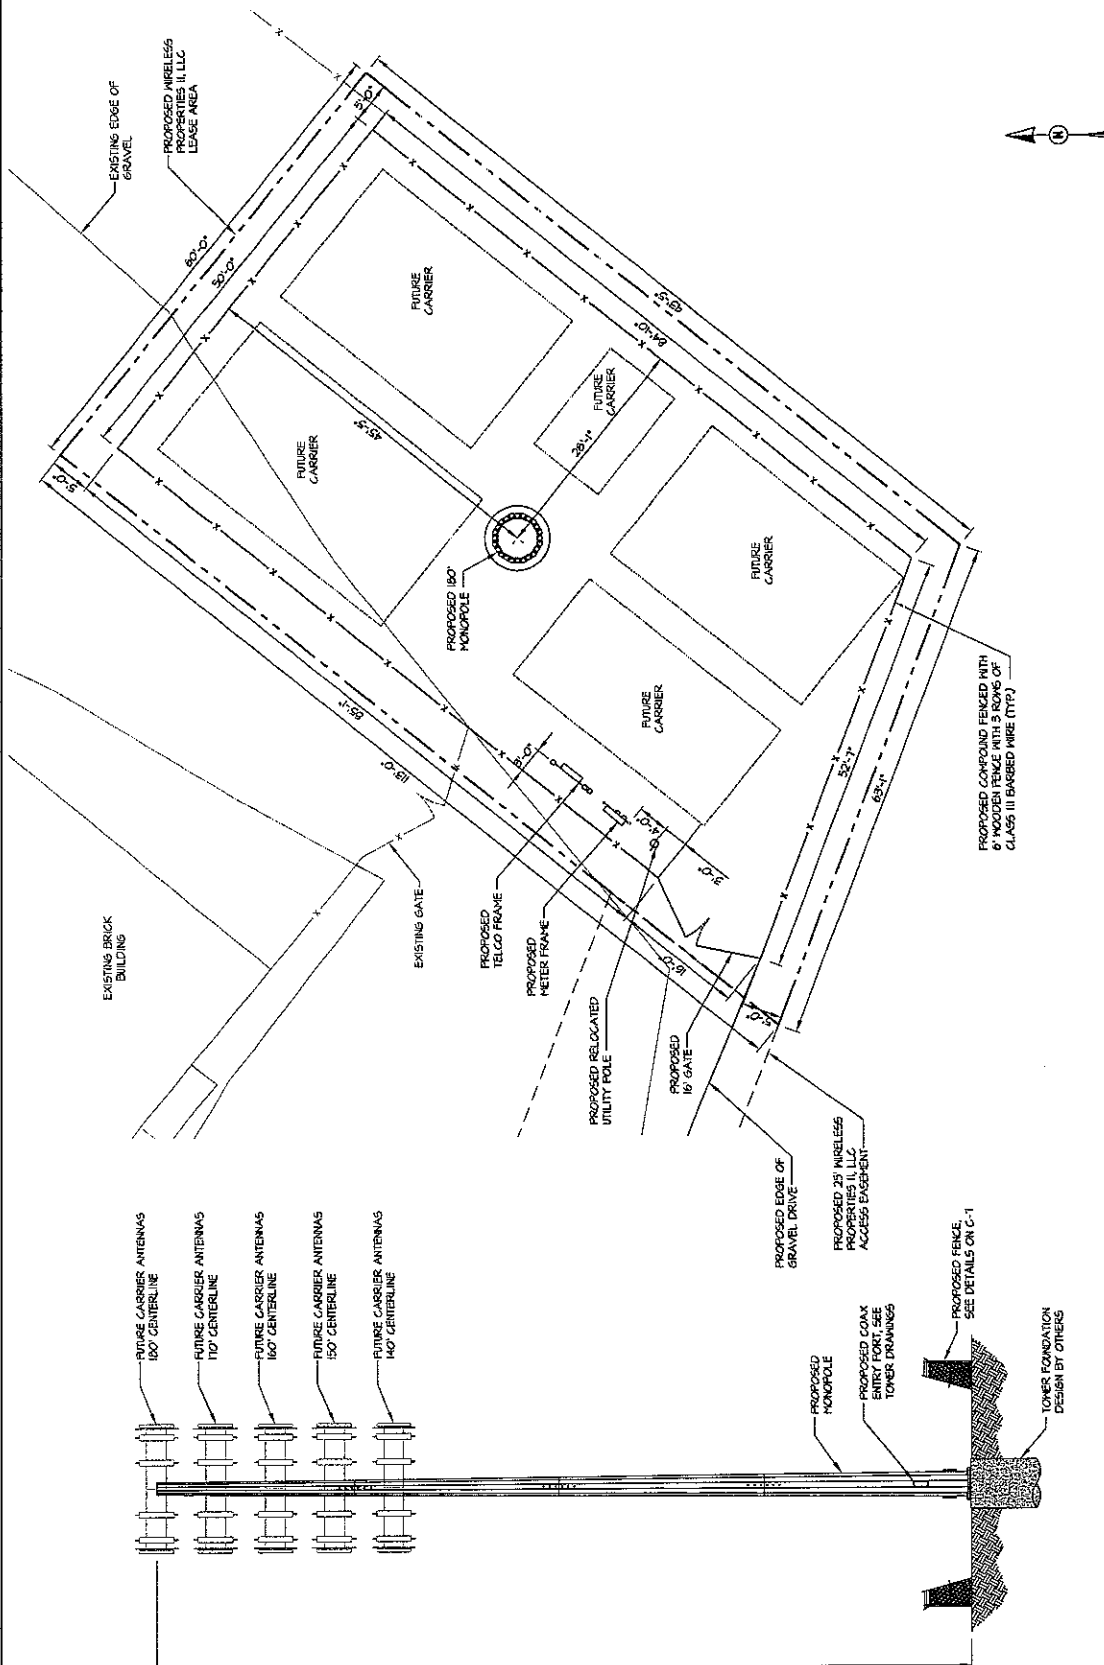 EXISTING EDGE OF
GRAVEL
PROPOSED WIRELESS
PROPERTIES II, LLC
LEASE AREA
60'-0"
50'-0"
5'-0"
5'-0"
FUTURE
CARRIER
FUTURE
CARRIER
FUTURE
CARRIER
45'-5"
28'-1"
84'-10"
93'-5"
PROPOSED 180'
MONOPOLE
FUTURE
CARRIER
FUTURE
CARRIER
85'-1"
113'-0"
EXISTING BRICK
BUILDING
EXISTING GATE
PROPOSED
TELCO FRAME
PROPOSED
METER FRAME
4'-0"
3'-0"
16'-0"
5'-0"
52'-7"
63'-1"
PROPOSED RELOCATED
UTILITY POLE
PROPOSED
16' GATE
PROPOSED COMPOUND FENCED WITH
6' WOODEN FENCE WITH 3 ROWS OF
CLASS III BARBED WIRE (TYP.)
PROPOSED EDGE OF
GRAVEL DRIVE
PROPOSED 25' WIRELESS
PROPERTIES II, LLC
ACCESS EASEMENT
N
FUTURE CARRIER ANTENNAS
180' CENTERLINE
FUTURE CARRIER ANTENNAS
170' CENTERLINE
FUTURE CARRIER ANTENNAS
160' CENTERLINE
FUTURE CARRIER ANTENNAS
150' CENTERLINE
FUTURE CARRIER ANTENNAS
140' CENTERLINE
PROPOSED
MONOPOLE
PROPOSED COAX
ENTRY PORT, SEE
TOWER DRAWINGS
PROPOSED FENCE,
SEE DETAILS ON C-7
TOWER FOUNDATION
DESIGN BY OTHERS